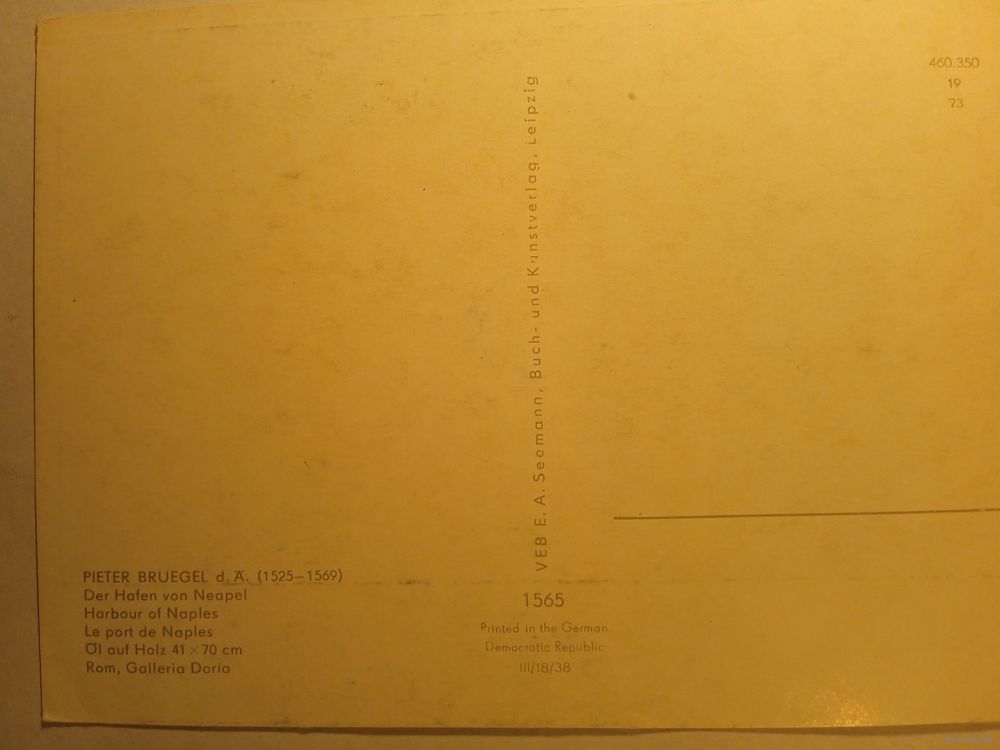 460.350
19
73
VEB E. A. Seemann, Buch- und Kunstverlag, Leipzig
PIETER BRUEGEL d. Ä. (1525–1569)
Der Hafen von Neapel
Harbour of Naples
Le port de Naples
Öl auf Holz 41 × 70 cm
Rom, Galleria Doria
1565
Printed in the German
Democratic Republic
III/18/38